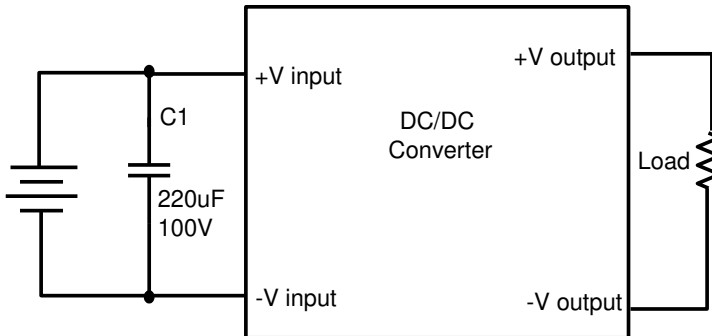 +V input
+V output
C1
DC/DC
Converter
Load
220uF
100V
-V input
-V output